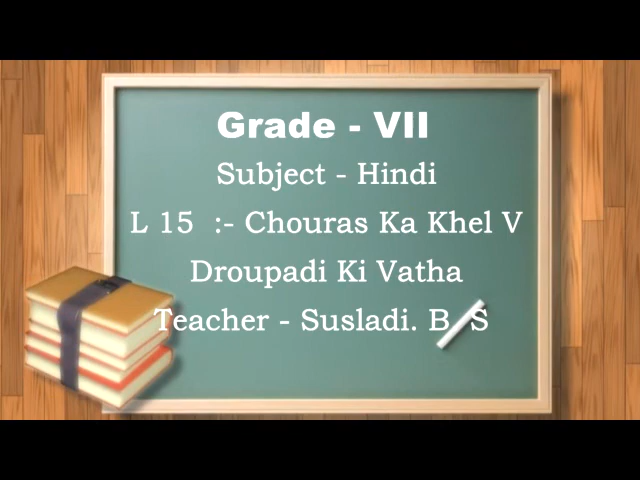 Grade - VII
Subject - Hindi
L 15 :- Chouras Ka Khel V
Droupadi Ki Vatha
Teacher - Susladi. B. S